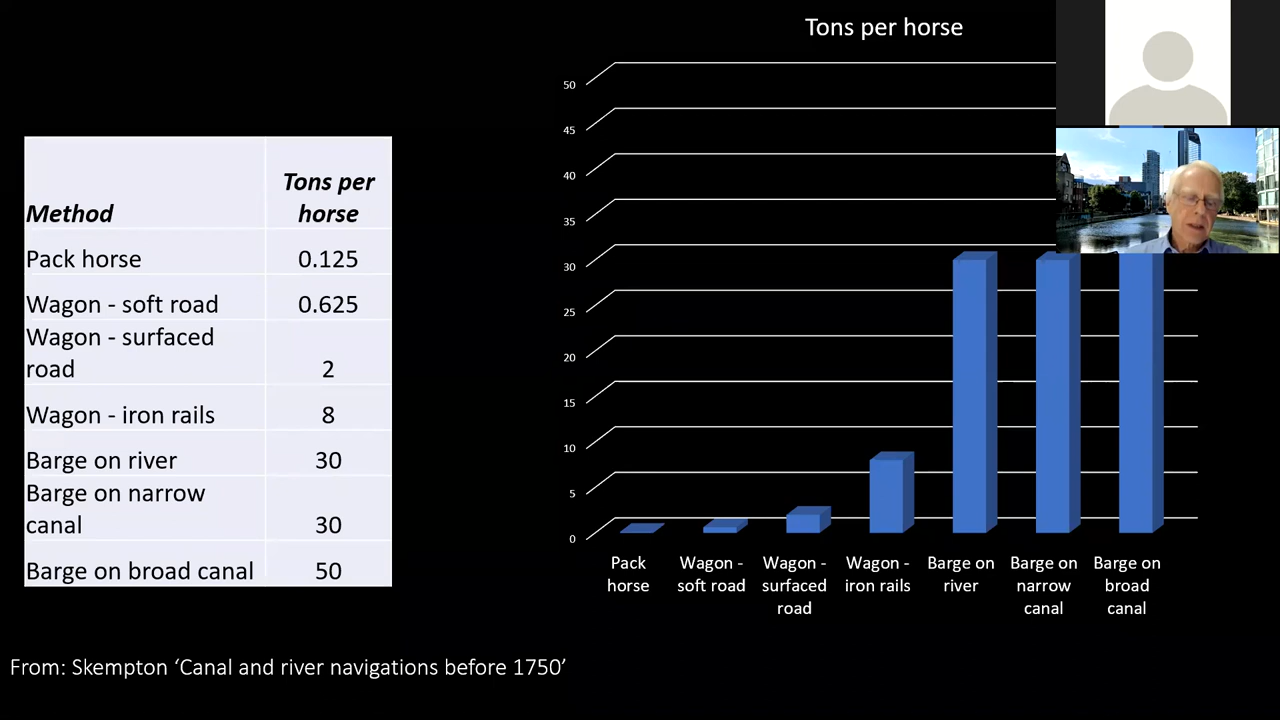 Tons per horse
Method
Tons per
horse
Pack horse
0.125
Wagon - soft road
0.625
Wagon - surfaced
road
2
Wagon - iron rails
8
Barge on river
30
Barge on narrow
canal
30
Barge on broad canal
50
50
45
40
35
30
25
20
15
10
5
0
Pack
horse
Wagon -
soft road
Wagon -
surfaced
road
Wagon -
iron rails
Barge on
river
Barge on
narrow
canal
Barge on
broad
canal
From: Skempton ‘Canal and river navigations before 1750’